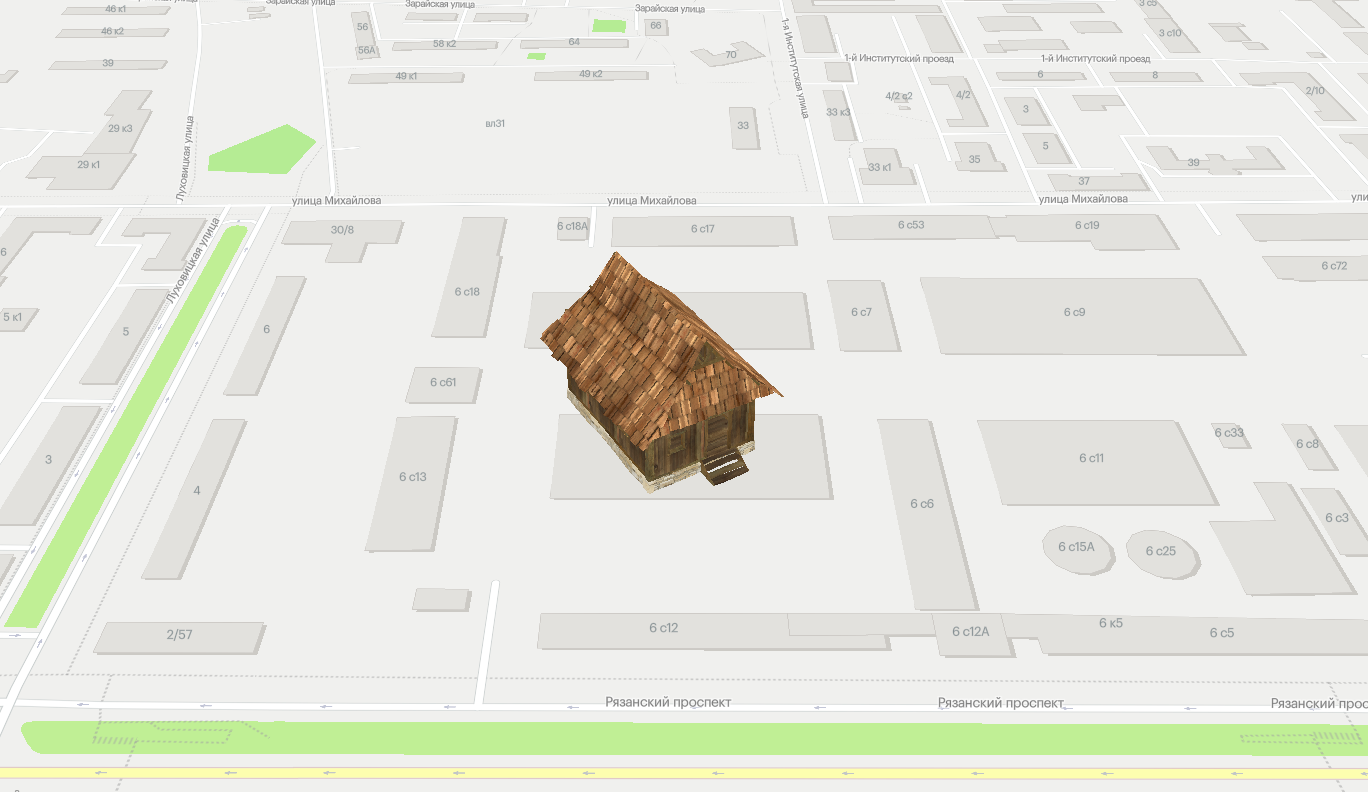 46 к1
Зарайская улица
Зарайская улица
Зарайская улица
3 с5
46 к2
56
58 к2
64
66
3 с10
56А
70
1-й Институтский проезд
1-й Институтский проезд
39
49 к1
49 к2
1-я Институтская улица
6
8
2/10
4/2 с2
4/2
3
33 к3
29 к3
вл31
33
5
29 к1
35
39
33 к1
37
Луховицкая улица
улица Михайлова
улица Михайлова
улица Михайлова
30/8
6 с18А
6 с17
6 с53
6 с19
6
Луховицкая улица
6 с72
6 с18
6 с7
6 с9
5 к1
5
6
6 с61
6 с33
6 с8
3
6 с11
6 с13
4
6 с6
6 с3
6 с15А
6 с25
2/57
6 с12
6 с12А
6 к5
6 с5
Рязанский проспект
Рязанский проспект
Рязанский прос